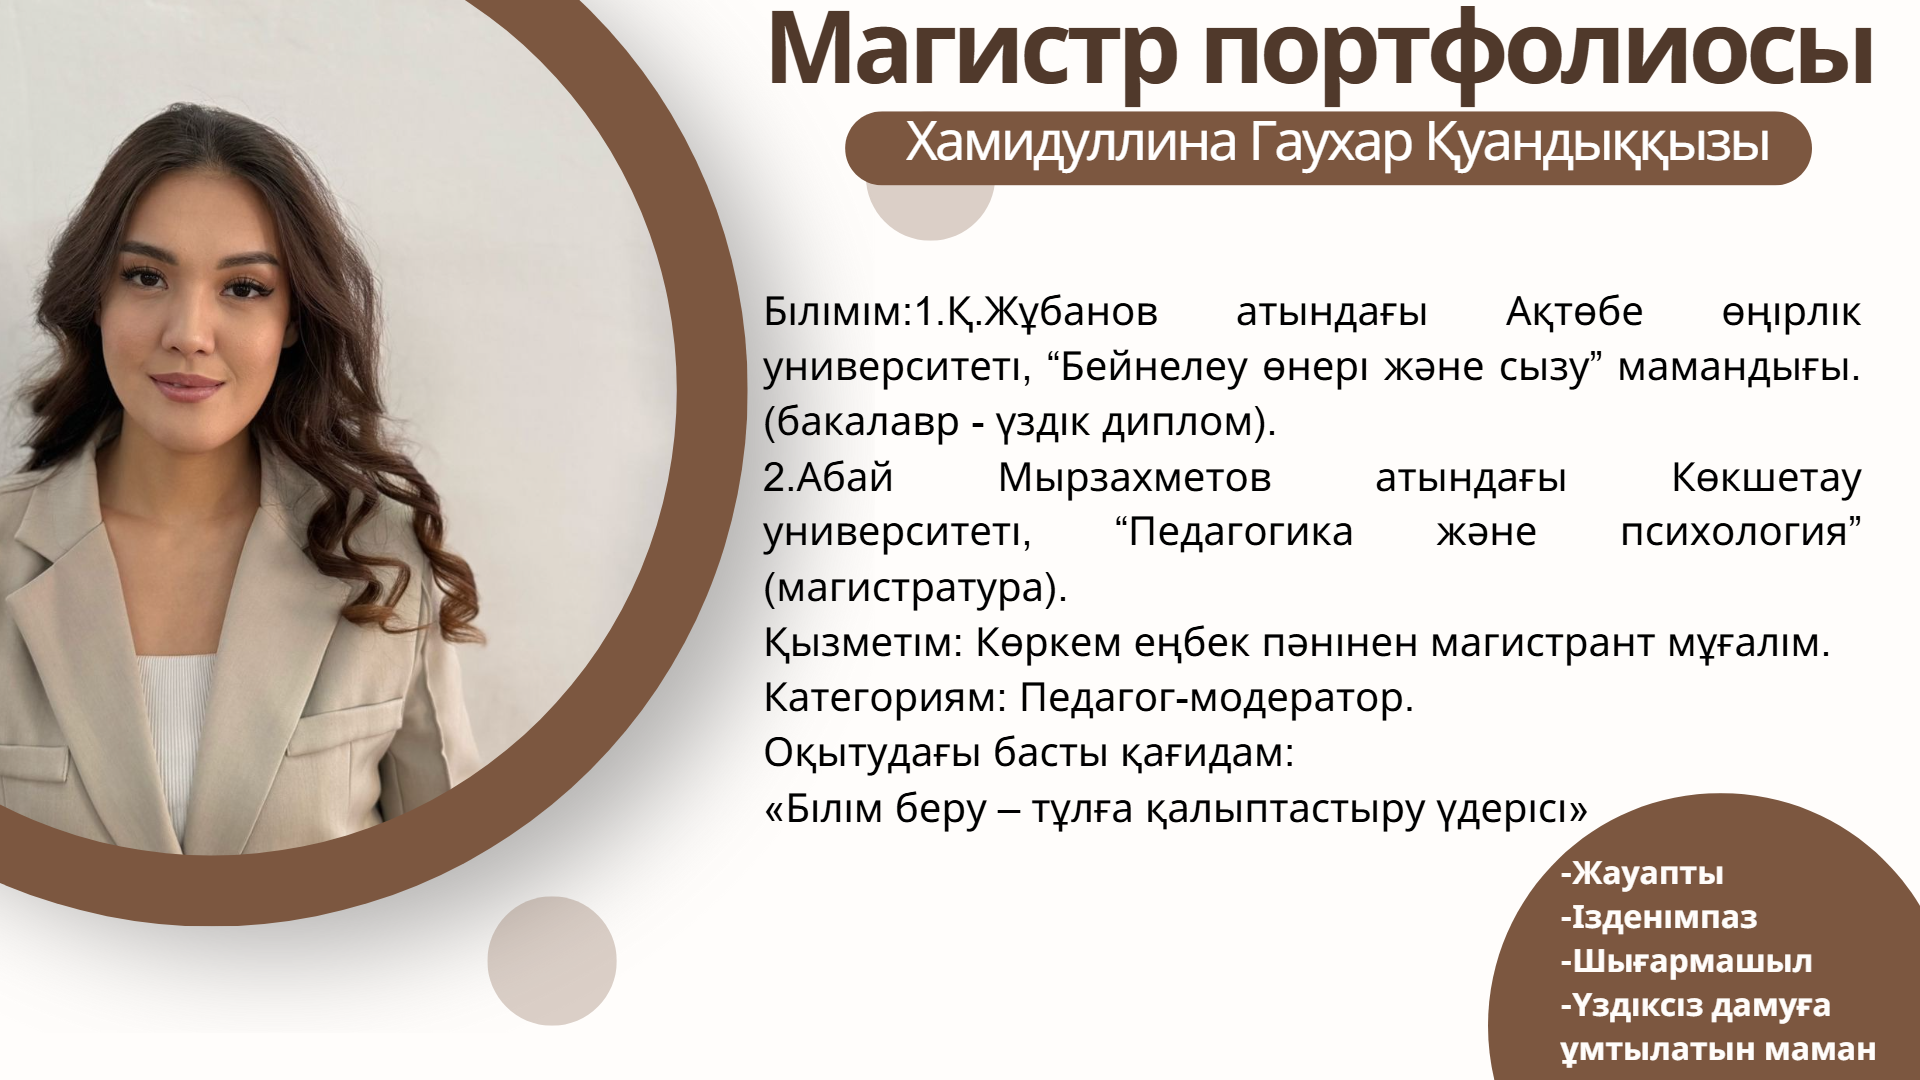 Магистр портфолиосы
Хамидуллина Гаухар Қуандыққызы
Білімім:1.Қ.Жұбанов атындағы Ақтөбе өңірлік
университеті, “Бейнелеу өнері және сызу” мамандығы.
(бакалавр - үздік диплом).
2.Абай Мырзахметов атындағы Көкшетау
университеті, “Педагогика және психология”
(магистратура).
Қызметім: Көркем еңбек пәнінен магистрант мұғалім.
Категориям: Педагог-модератор.
Оқытудағы басты қағидам:
«Білім беру – тұлға қалыптастыру үдерісі»
-Жауапты
-Ізденімпаз
-Шығармашыл
-Үздіксіз дамуға
ұмтылатын маман